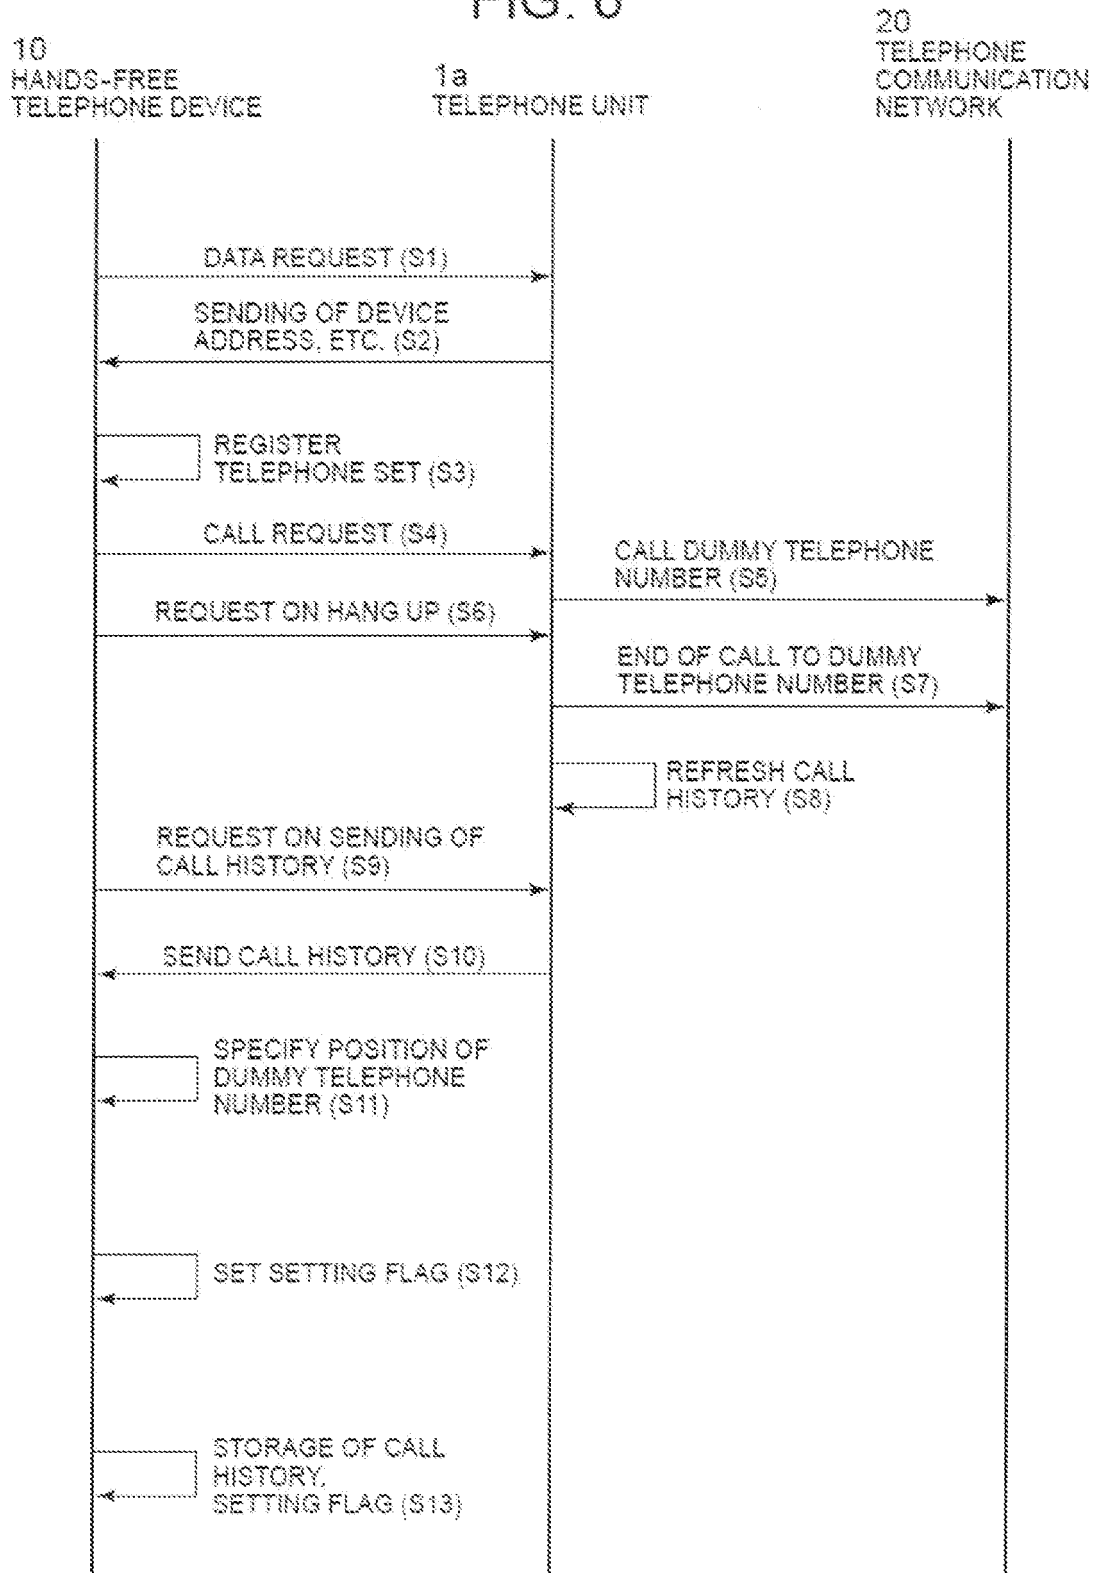 10
HANDS-FREE
TELEPHONE DEVICE
1a
TELEPHONE UNIT
20
TELEPHONE
COMMUNICATION
NETWORK
DATA REQUEST (S1)
SENDING OF DEVICE
ADDRESS, ETC. (S2)
REGISTER
TELEPHONE SET (S3)
CALL REQUEST (S4)
CALL DUMMY TELEPHONE
NUMBER (S5)
REQUEST ON HANG UP (S6)
END OF CALL TO DUMMY
TELEPHONE NUMBER (S7)
REFRESH CALL
HISTORY (S8)
REQUEST ON SENDING OF
CALL HISTORY (S9)
SEND CALL HISTORY (S10)
SPECIFY POSITION OF
DUMMY TELEPHONE
NUMBER (S11)
SET SETTING FLAG (S12)
STORAGE OF CALL
HISTORY,
SETTING FLAG (S13)